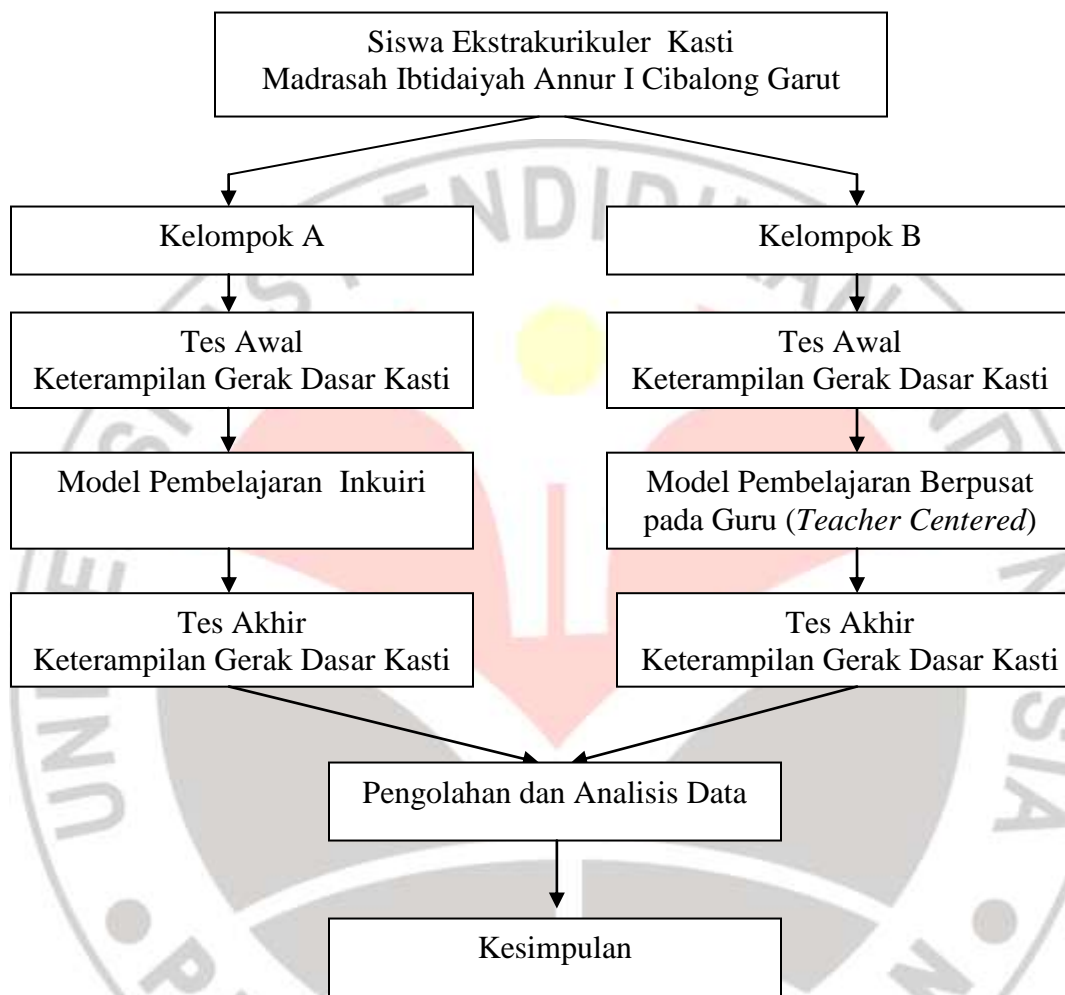 Siswa Ekstrakurikuler Kasti
Madrasah Ibtidaiyah Annur I Cibalong Garut
Kelompok A
Kelompok B
Tes Awal
Keterampilan Gerak Dasar Kasti
Tes Awal
Keterampilan Gerak Dasar Kasti
Model Pembelajaran Inkuiri
Model Pembelajaran Berpusat
pada Guru (Teacher Centered)
Tes Akhir
Keterampilan Gerak Dasar Kasti
Tes Akhir
Keterampilan Gerak Dasar Kasti
Pengolahan dan Analisis Data
Kesimpulan